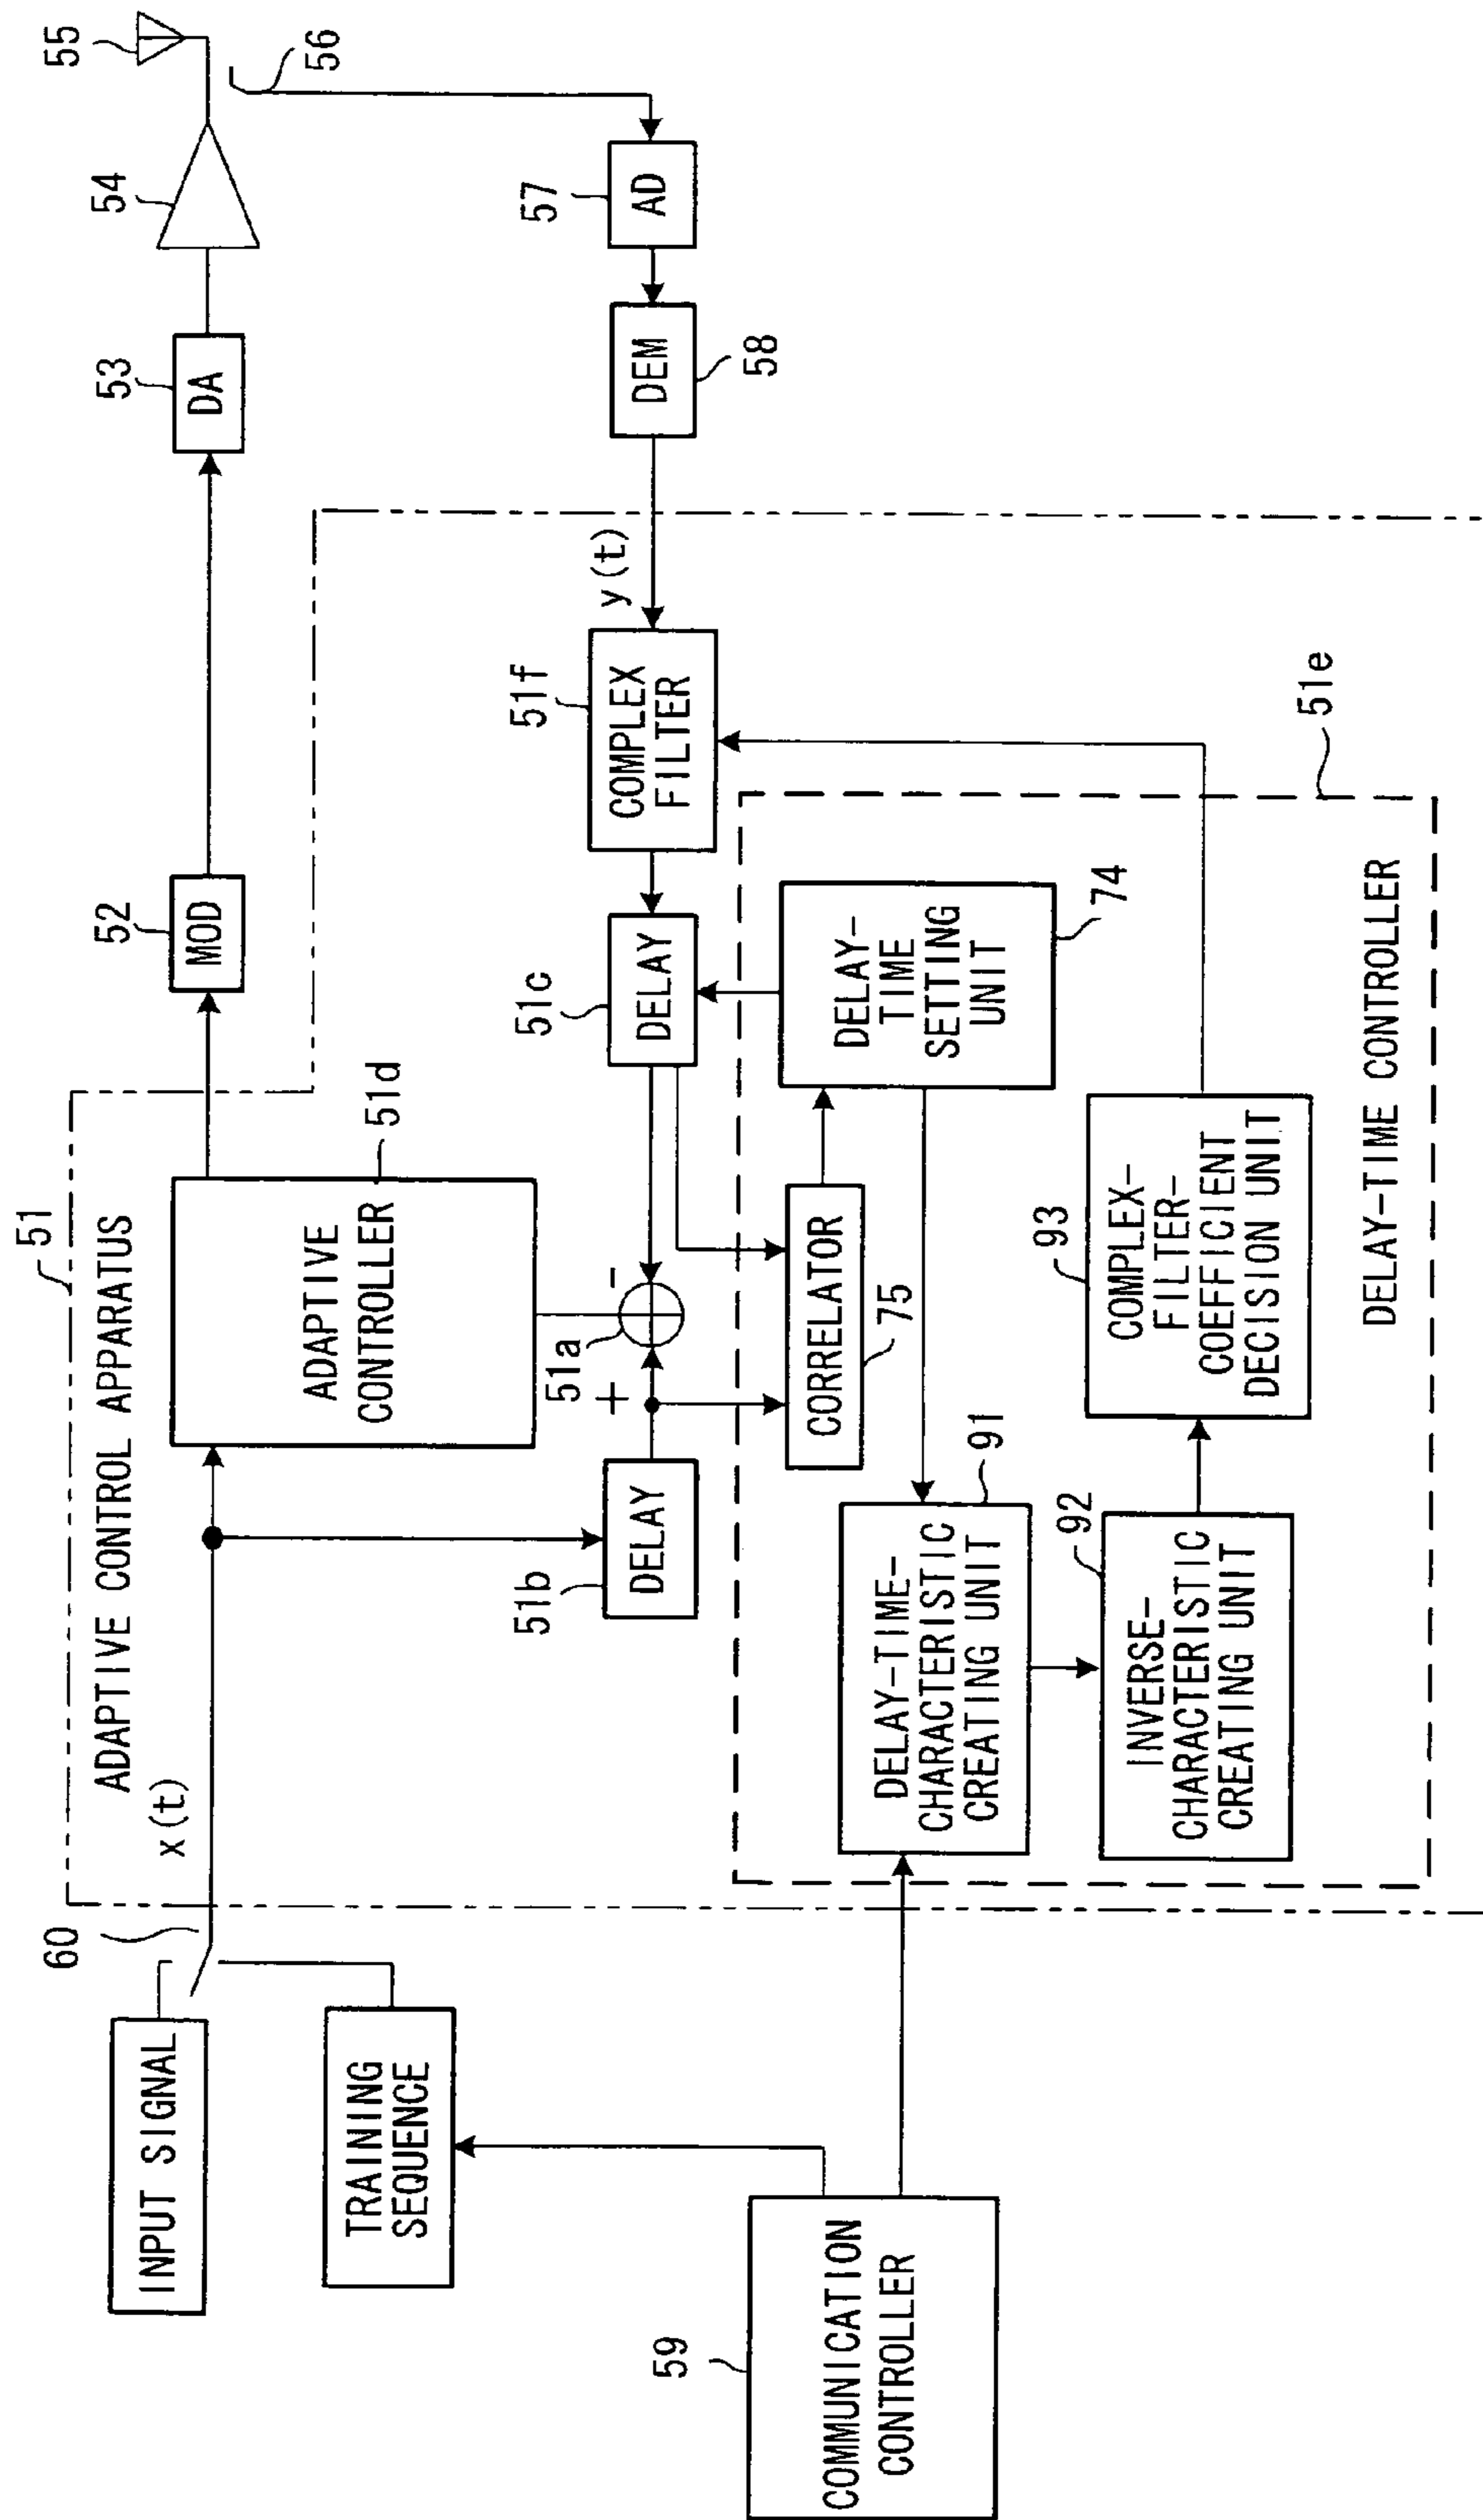 51
ADAPTIVE CONTROL APPARATUS
60
x(t)
INPUT SIGNAL
TRAINING
SEQUENCE
59
COMMUNICATION
CONTROLLER
ADAPTIVE
CONTROLLER
51d
52
MOD
53
DA
54
55
56
57
AD
58
DEM
y(t)
51f
COMPLEX
FILTER
51c
DELAY
51a
+
-
51b
DELAY
51e
DELAY-TIME CONTROLLER
DELAY-
TIME
SETTING
UNIT
74
CORRELATOR
75
DELAY-TIME-
CHARACTERISTIC
CREATING UNIT
91
92
INVERSE-
CHARACTERISTIC
CREATING UNIT
93
COMPLEX-
FILTER-
COEFFICIENT
DECISION UNIT